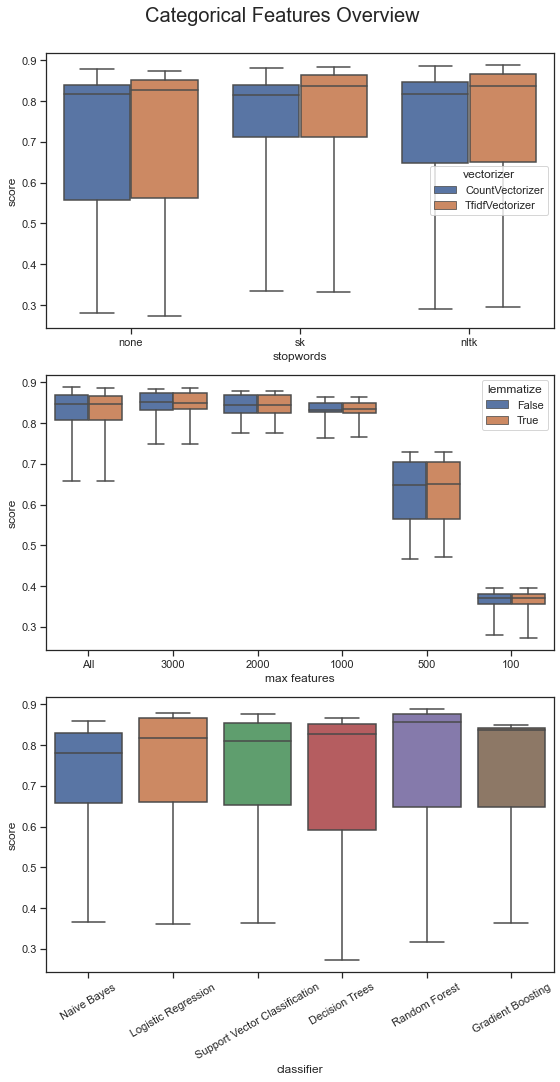 Categorical Features Overview
0.9
0.8
0.7
0.6
0.5
0.4
0.3
score
vectorizer
CountVectorizer
TfidfVectorizer
none sk nltk
stopwords
0.9
0.8
0.7
0.6
0.5
0.4
0.3
score
lemmatize
False
True
All 3000 2000 1000 500 100
max features
0.9
0.8
0.7
0.6
0.5
0.4
0.3
score
Naive Bayes
Logistic Regression
Support Vector Classification
Decision Trees
Random Forest
Gradient Boosting
classifier